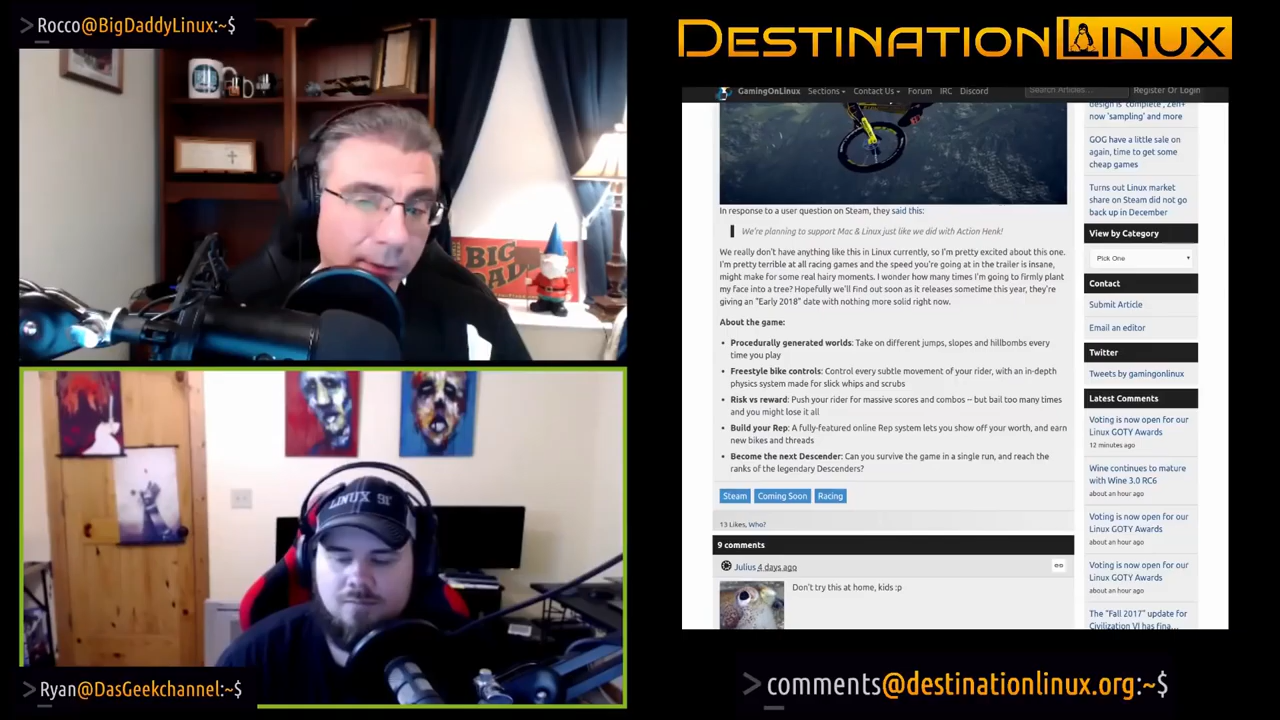 > Rocco@BigDaddyLinux:~$
BIG
LINUX 91
> Ryan@DasGeekchannel:~$
DESTINATION LINUX
GamingOnLinux Sections Contact Us Forum IRC Discord Search Articles... Register Or Login
In response to a user question on Steam, they said this:
We're planning to support Mac & Linux just like we did with Action Henk!
We really don't have anything like this in Linux currently, so I'm pretty excited about this one.
I'm pretty terrible at all racing games and the speed you're going at in the trailer is insane,
might make for some real hairy moments. I wonder how many times I'm going to firmly plant
my face into a tree? Hopefully we'll find out soon as it releases sometime this year, they're
giving an "Early 2018" date with nothing more solid right now.
About the game:
• Procedurally generated worlds: Take on different jumps, slopes and hillbombs every
time you play
• Freestyle bike controls: Control every subtle movement of your rider, with an in-depth
physics system made for slick whips and scrubs
• Risk vs reward: Push your rider for massive scores and combos -- but bail too many times
and you might lose it all
• Build your Rep: A fully-featured online Rep system lets you show off your worth, and earn
new bikes and threads
• Become the next Descender: Can you survive the game in a single run, and reach the
ranks of the legendary Descenders?
Steam Coming Soon Racing
13 Likes, Who?
9 comments
Julius 4 days ago
Don't try this at home, kids :p
design is 'complete', Zen+
now 'sampling' and more
GOG have a little sale on
again, time to get some
cheap games
Turns out Linux market
share on Steam did not go
back up in December
View by Category
Pick One
Contact
Submit Article
Email an editor
Twitter
Tweets by gamingonlinux
Latest Comments
Voting is now open for our
Linux GOTY Awards
12 minutes ago
Wine continues to mature
with Wine 3.0 RC6
about an hour ago
Voting is now open for our
Linux GOTY Awards
about an hour ago
Voting is now open for our
Linux GOTY Awards
about an hour ago
The "Fall 2017" update for
Civilization VI has fina...
> comments@destinationlinux.org:~$